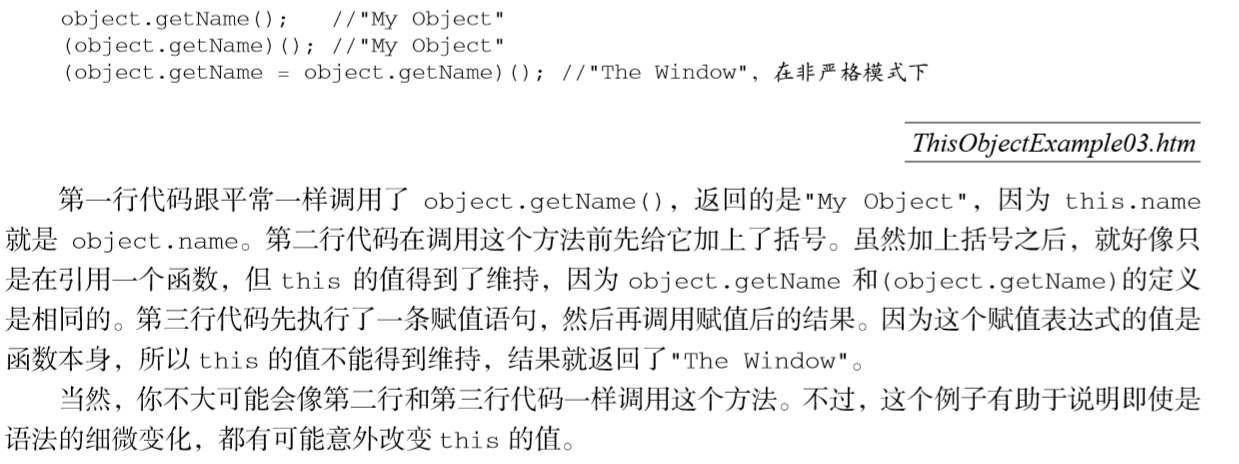 object.getName();   //"My Object"
(object.getName)(); //"My Object"
(object.getName = object.getName)(); //"The Window"，在非严格模式下
ThisObjectExample03.htm
第一行代码跟平常一样调用了 object.getName()，返回的是"My Object"，因为 this.name
就是 object.name。第二行代码在调用这个方法前先给它加上了括号。虽然加上括号之后，就好像只
是在引用一个函数，但 this 的值得到了维持，因为 object.getName 和(object.getName)的定义
是相同的。第三行代码先执行了一条赋值语句，然后再调用赋值后的结果。因为这个赋值表达式的值是
函数本身，所以 this 的值不能得到维持，结果就返回了"The Window"。
当然，你不大可能会像第二行和第三行代码一样调用这个方法。不过，这个例子有助于说明即使是
语法的细微变化，都有可能意外改变 this 的值。